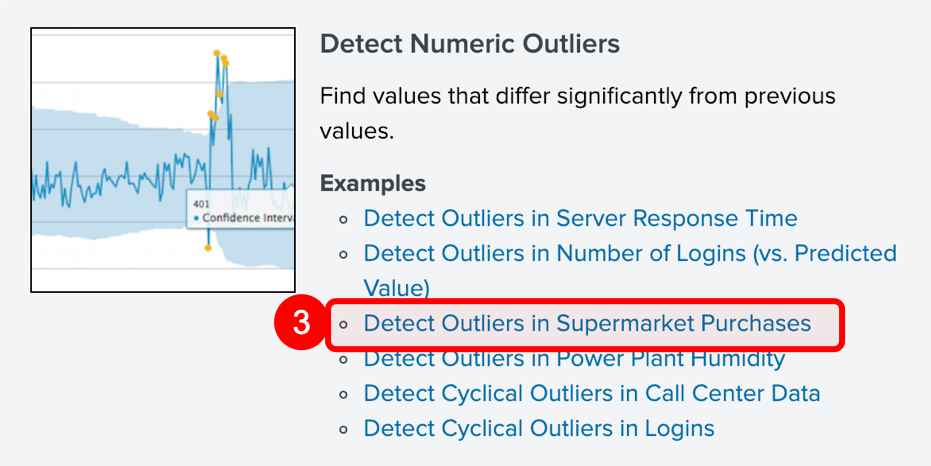 Detect Numeric Outliers
Find values that differ significantly from previous
values.
Examples
Detect Outliers in Server Response Time
Detect Outliers in Number of Logins (vs. Predicted
Value)
3
Detect Outliers in Supermarket Purchases
Detect Outliers in Power Plant Humidity
Detect Cyclical Outliers in Call Center Data
Detect Cyclical Outliers in Logins
401
Confidence Interva